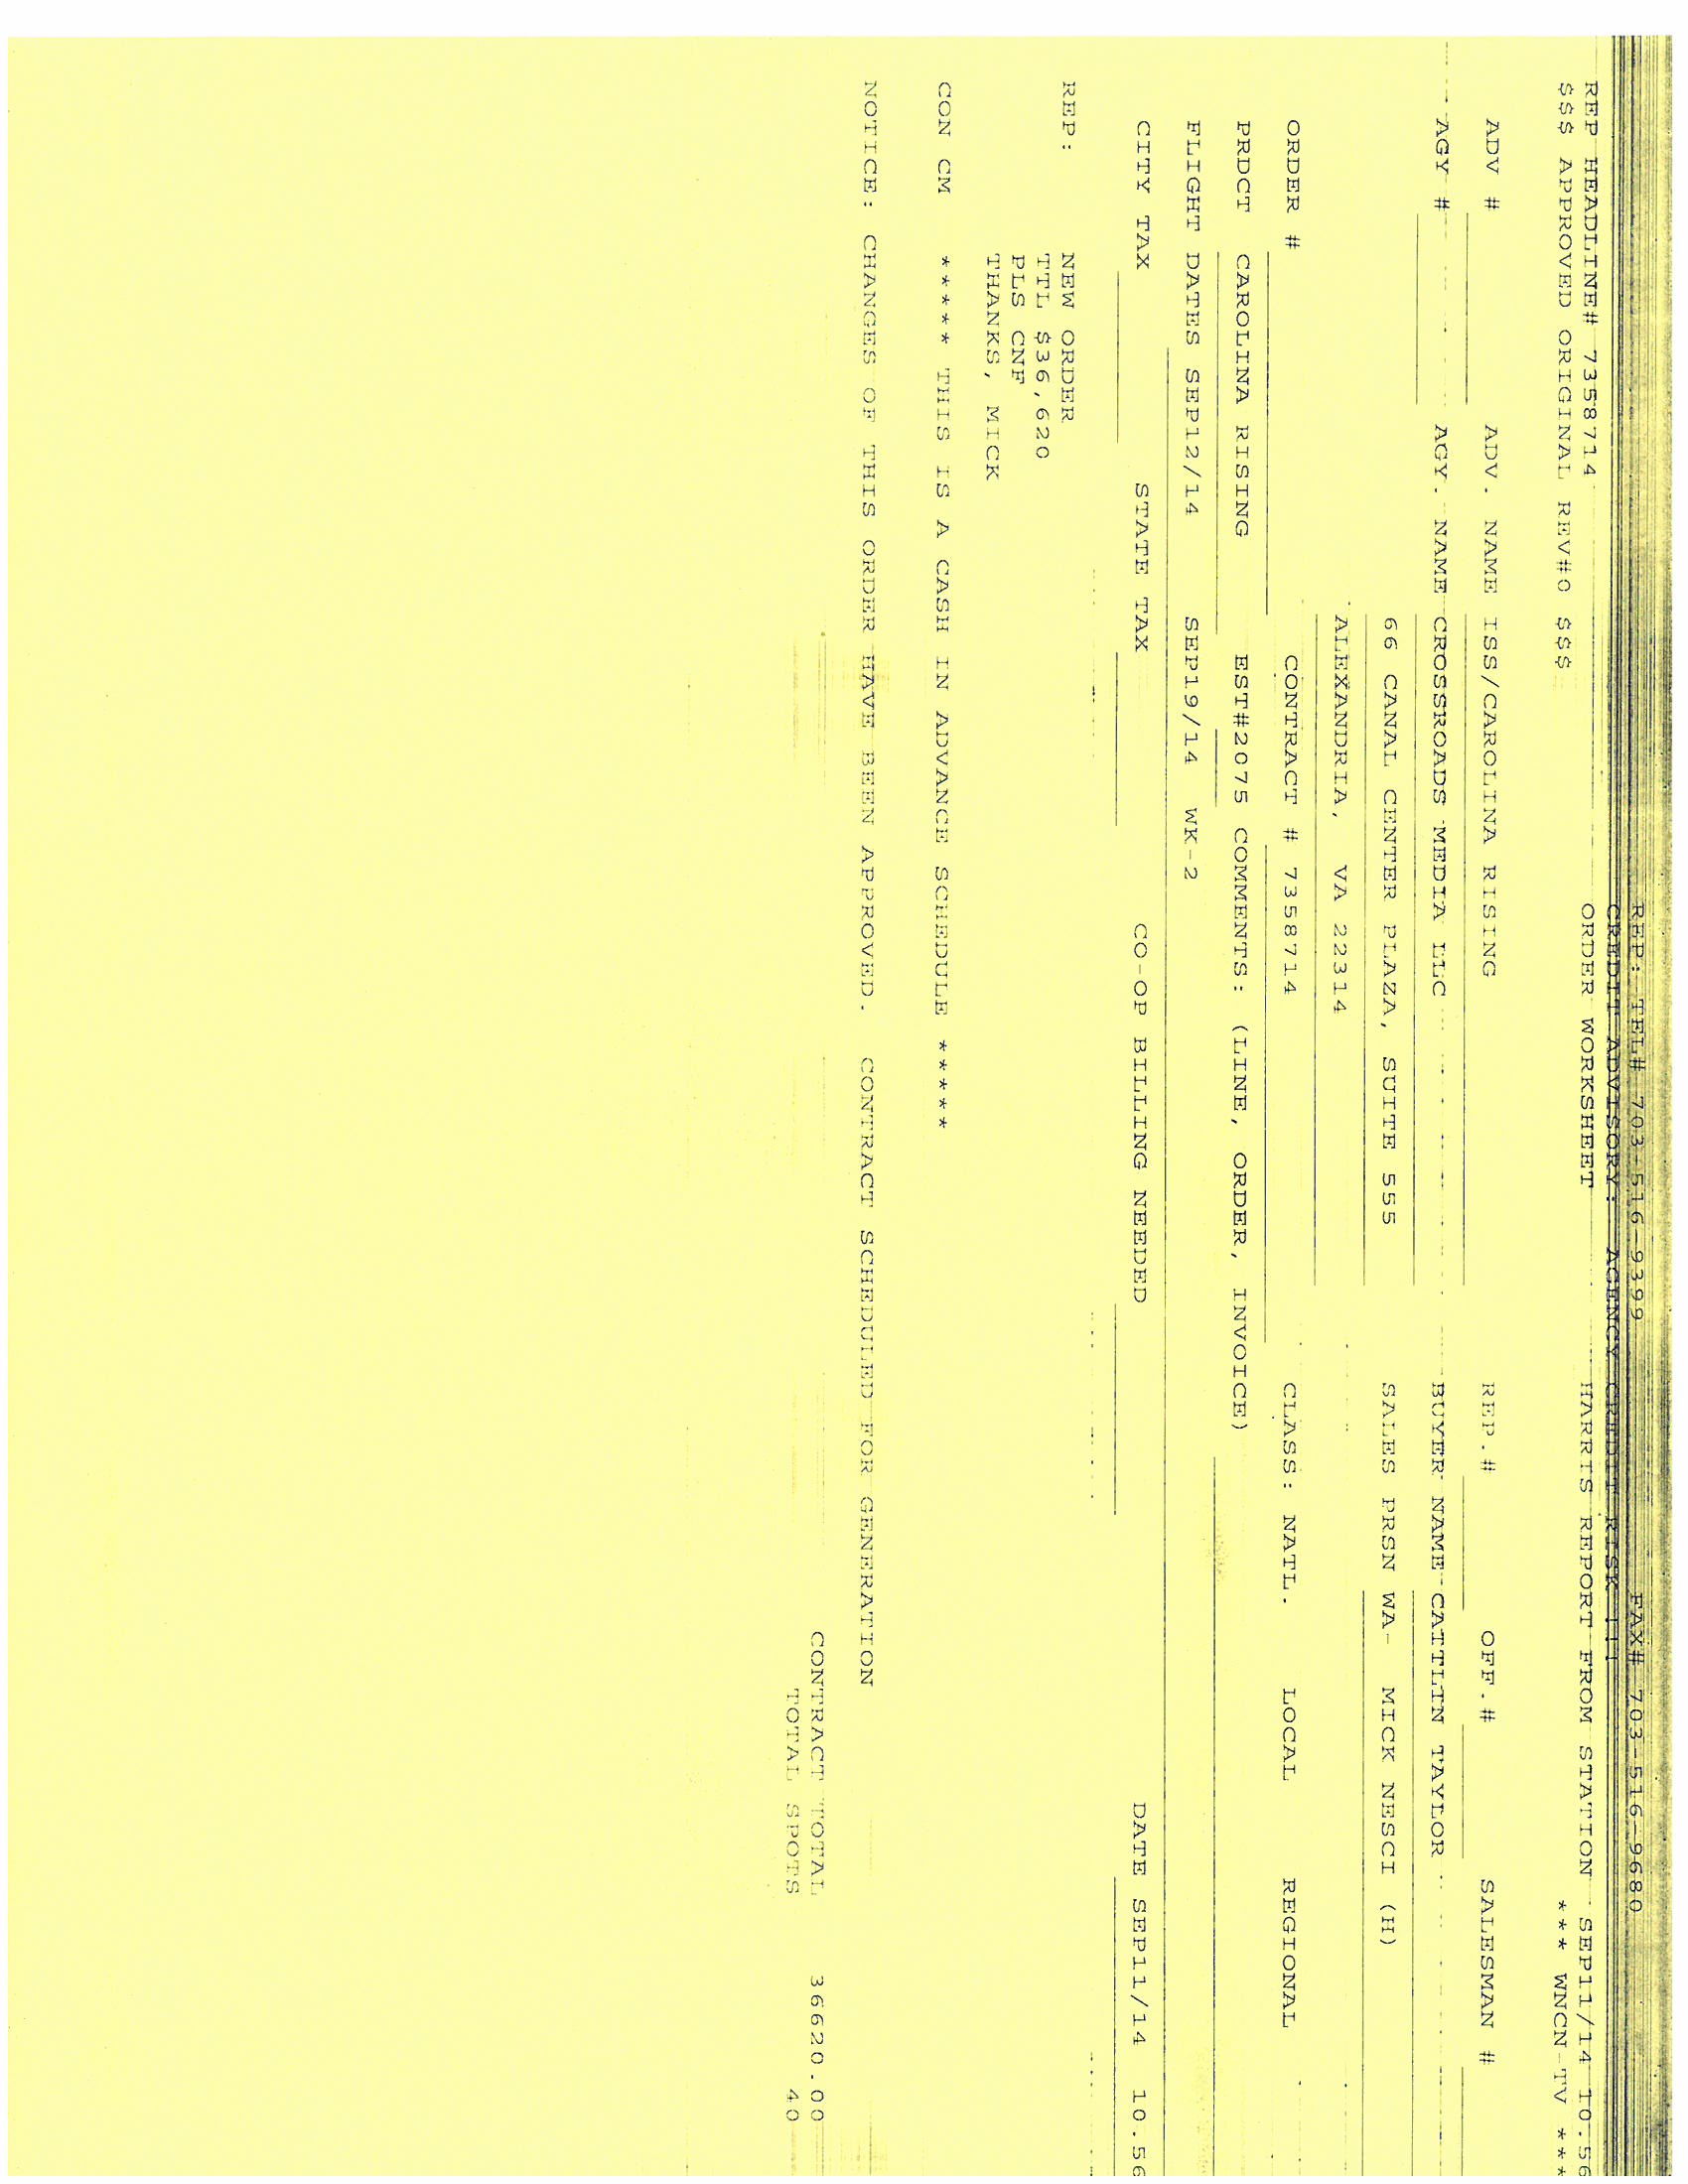 REP: TEL# 703-516-9399 FAX# 703-516-9680
CREDIT ADVISORY: AGENCY CREDIT RISK !!!
REP HEADLINE# 7358714 ORDER WORKSHEET HARRIS REPORT FROM STATION SEP11/14 10.56
$$$ APPROVED ORIGINAL REV#0 $$$ *** WNCN-TV ***
ADV # ADV. NAME ISS/CAROLINA RISING REP.# OFF.# SALESMAN #
AGY # AGY. NAME CROSSROADS MEDIA LLC BUYER NAME CAITLIN TAYLOR
66 CANAL CENTER PLAZA, SUITE 555 SALES PRSN WA- MICK NESCI (H)
ALEXANDRIA, VA 22314
ORDER # CONTRACT # 7358714 CLASS: NATL. LOCAL REGIONAL
PRDCT CAROLINA RISING EST#2075 COMMENTS: (LINE, ORDER, INVOICE)
FLIGHT DATES SEP12/14 SEP19/14 WK-2
CITY TAX STATE TAX CO-OP BILLING NEEDED DATE SEP11/14 10.56
REP: NEW ORDER
TTL $36,620
PLS CNF
THANKS, MICK
CON CM ***** THIS IS A CASH IN ADVANCE SCHEDULE *****
NOTICE: CHANGES OF THIS ORDER HAVE BEEN APPROVED. CONTRACT SCHEDULED FOR GENERATION
CONTRACT TOTAL 36620.00
TOTAL SPOTS 40